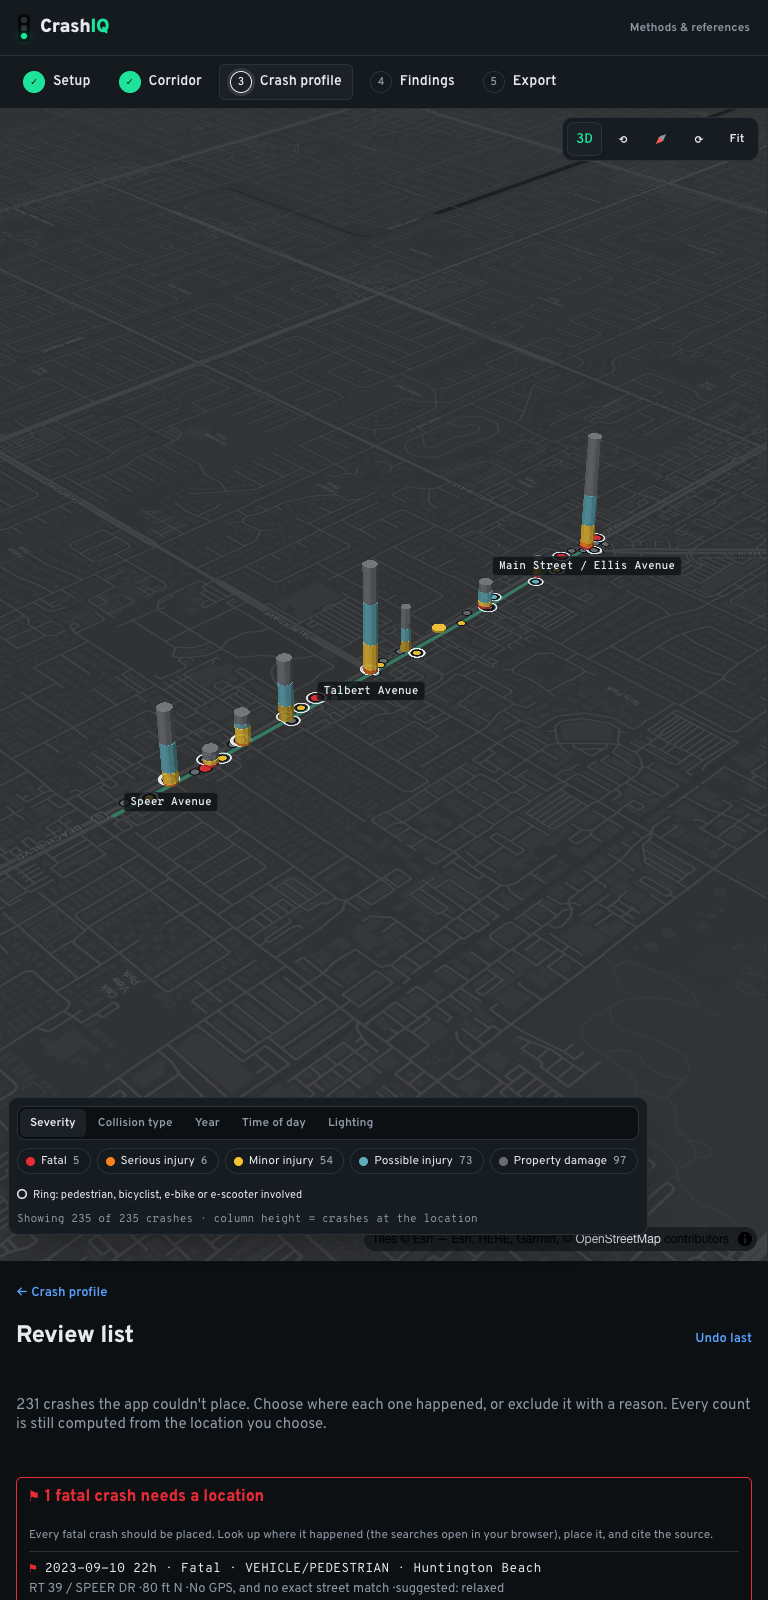 CrashIQ
Methods & references
✓ Setup ✓ Corridor 3 Crash profile 4 Findings 5 Export
3D ⟲ ⟳ Fit
Main Street / Ellis Avenue
Talbert Avenue
Speer Avenue
Severity Collision type Year Time of day Lighting
Fatal 5 Serious injury 6 Minor injury 54 Possible injury 73 Property damage 97
Ring: pedestrian, bicyclist, e-bike or e-scooter involved
Showing 235 of 235 crashes · column height = crashes at the location
Tiles © Esri — Esri, HERE, Garmin, © OpenStreetMap contributors
← Crash profile
Review list
Undo last
231 crashes the app couldn't place. Choose where each one happened, or exclude it with a reason. Every count
is still computed from the location you choose.
⚑ 1 fatal crash needs a location
Every fatal crash should be placed. Look up where it happened (the searches open in your browser), place it, and cite the source.
⚑ 2023-09-10 22h · Fatal · VEHICLE/PEDESTRIAN · Huntington Beach
RT 39 / SPEER DR ·80 ft N ·No GPS, and no exact street match ·suggested: relaxed